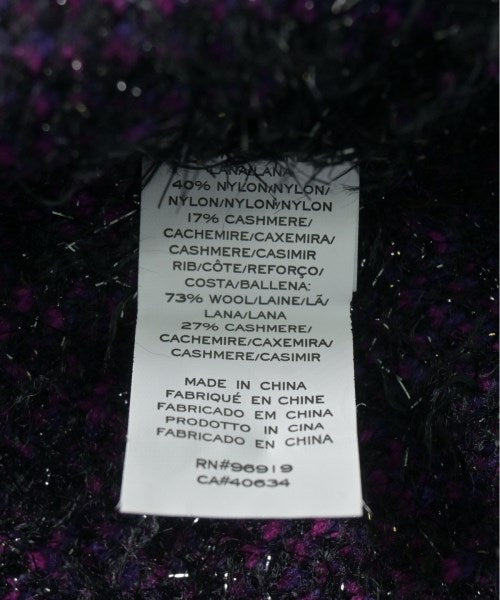 LANA/LANA
40% NYLON/NYLON/
NYLON/NYLON/NYLON
17% CASHMERE/
CACHEMIRE/CAXEMIRA/
CASHMERE/CASIMIR
RIB/CÔTE/REFORÇO/
COSTA/BALLENA:
73% WOOL/LAINE/LÃ/
LANA/LANA
27% CASHMERE/
CACHEMIRE/CAXEMIRA/
CASHMERE/CASIMIR
MADE IN CHINA
FABRIQUÉ EN CHINE
FABRICADO EM CHINA
PRODOTTO IN CINA
FABRICADO EN CHINA
RN#96919
CA#40634